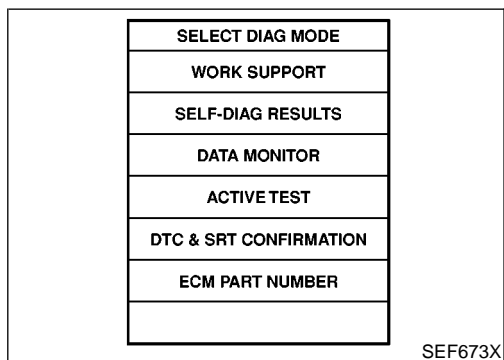 SELECT DIAG MODE
WORK SUPPORT
SELF-DIAG RESULTS
DATA MONITOR
ACTIVE TEST
DTC & SRT CONFIRMATION
ECM PART NUMBER
SEF673X